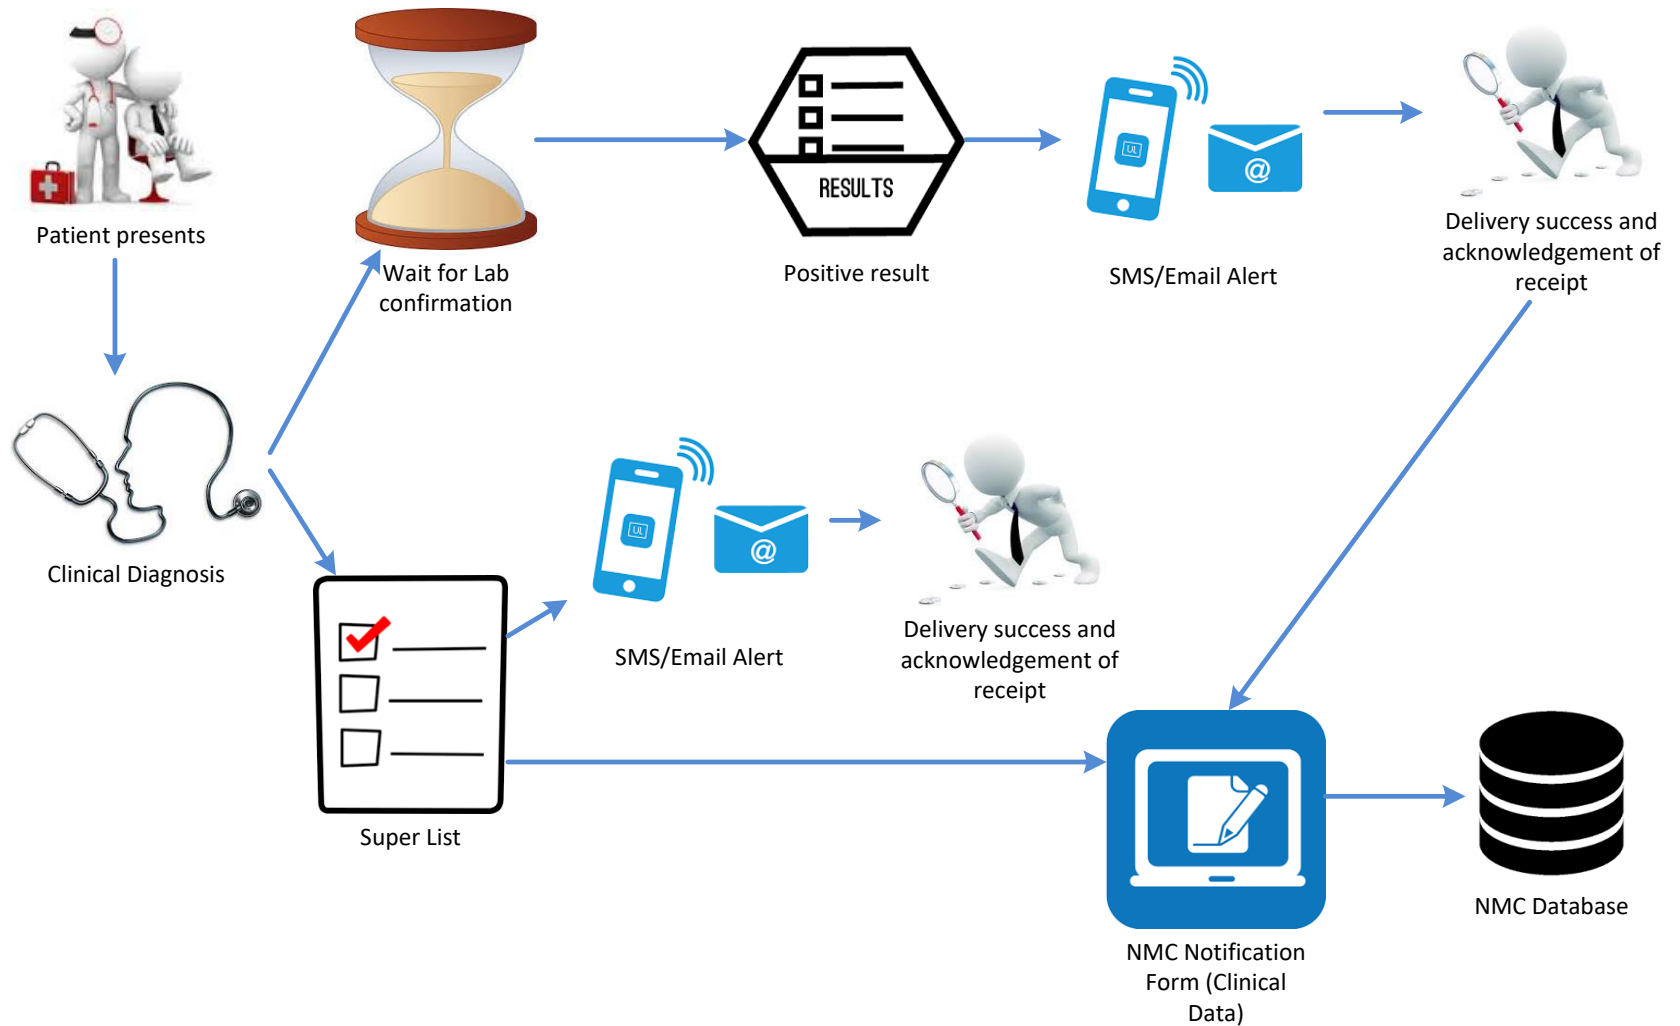 RESULTS
UL
@
Patient presents
Wait for Lab
confirmation
Positive result
SMS/Email Alert
Delivery success and
acknowledgement of
receipt
UL
@
Clinical Diagnosis
SMS/Email Alert
Delivery success and
acknowledgement of
receipt
Super List
NMC Database
NMC Notification
Form (Clinical
Data)